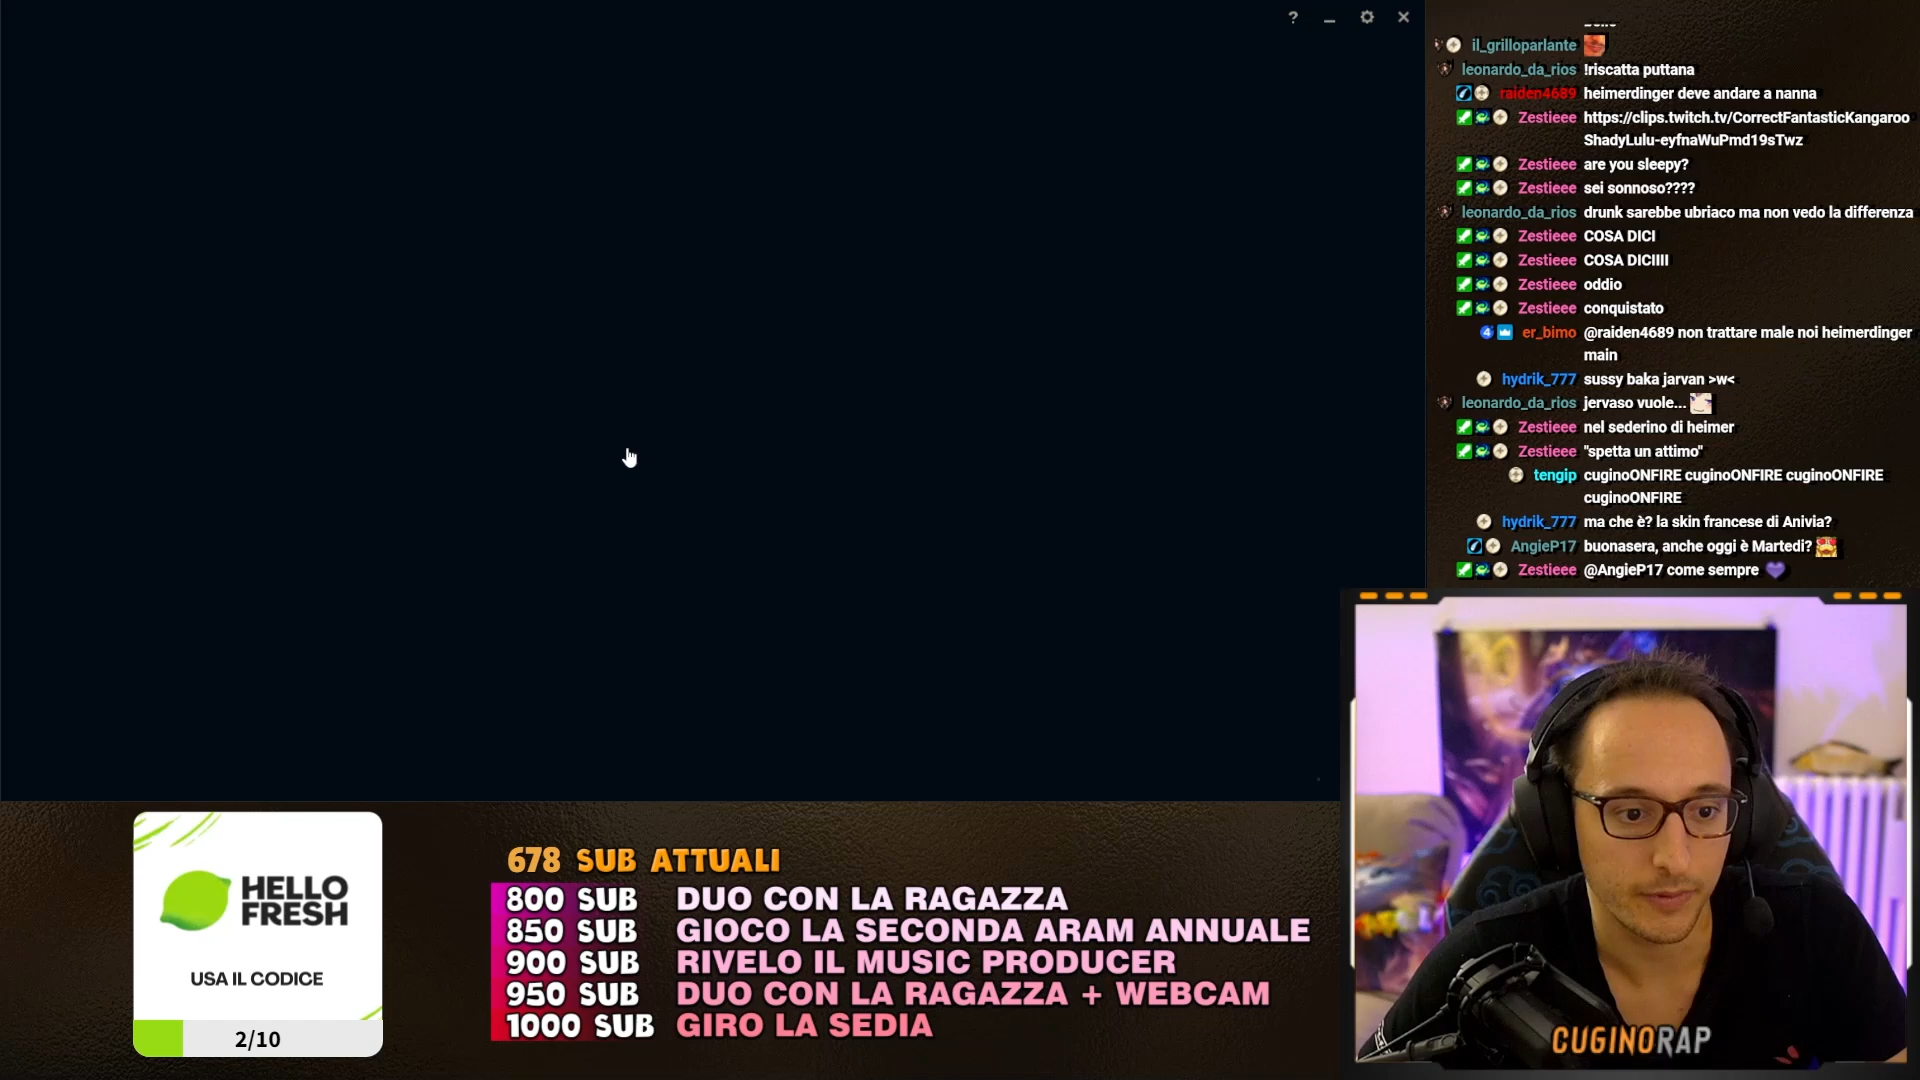 il_grilloparlante
leonardo_da_rios !riscatta puttana
raiden4689 heimerdinger deve andare a nanna
Zestieee https://clips.twitch.tv/CorrectFantasticKangaroo
ShadyLulu-eyfnaWuPmd19sTwz
Zestieee are you sleepy?
Zestieee sei sonnoso????
leonardo_da_rios drunk sarebbe ubriaco ma non vedo la differenza
Zestieee COSA DICI
Zestieee COSA DICIIII
Zestieee oddio
Zestieee conquistato
4 er_bimo @raiden4689 non trattare male noi heimerdinger
main
hydrik_777 sussy baka jarvan >w<
leonardo_da_rios jervaso vuole...
Zestieee nel sederino di heimer
Zestieee "spetta un attimo"
tengip cuginoONFIRE cuginoONFIRE cuginoONFIRE
cuginoONFIRE
hydrik_777 ma che è? la skin francese di Anivia?
AngieP17 buonasera, anche oggi è Martedi?
Zestieee @AngieP17 come sempre
HELLO
FRESH
USA IL CODICE
2/10
678 SUB ATTUALI
800 SUB DUO CON LA RAGAZZA
850 SUB GIOCO LA SECONDA ARAM ANNUALE
900 SUB RIVELO IL MUSIC PRODUCER
950 SUB DUO CON LA RAGAZZA + WEBCAM
1000 SUB GIRO LA SEDIA
CUGINORAP